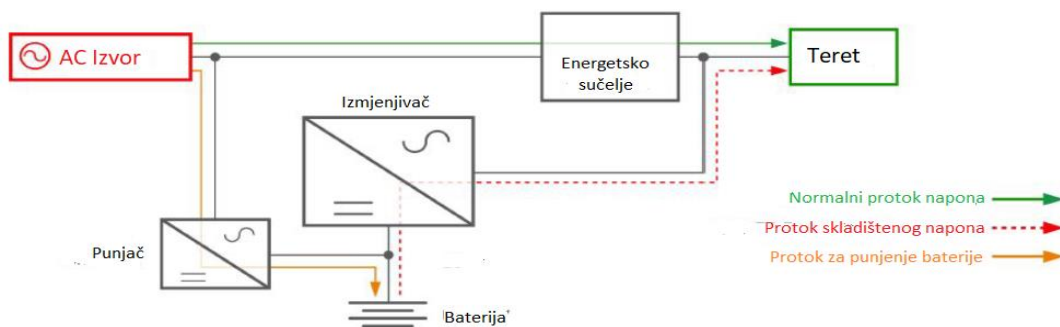 AC Izvor
Energetsko
sučelje
Teret
Izmjenjivač
Punjač
Baterija
Normalni protok napona
Protok skladištenog napona
Protok za punjenje baterije